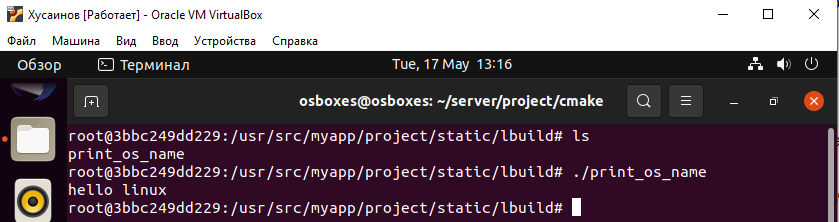 Хусаинов [Работает] - Oracle VM VirtualBox
Файл Машина Вид Ввод Устройства Справка
Обзор Терминал Tue, 17 May 13:16
osboxes@osboxes: ~/server/project/cmake
root@3bbc249dd229:/usr/src/myapp/project/static/lbuild# ls
print_os_name
root@3bbc249dd229:/usr/src/myapp/project/static/lbuild# ./print_os_name
hello linux
root@3bbc249dd229:/usr/src/myapp/project/static/lbuild#